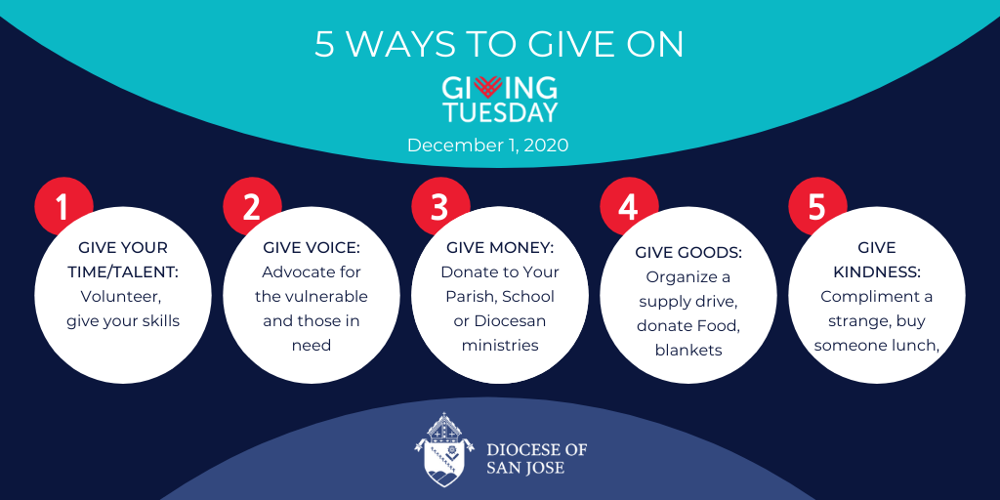 5 WAYS TO GIVE ON
GIVING
TUESDAY
December 1, 2020
1
GIVE YOUR
TIME/TALENT:
Volunteer,
give your skills
2
GIVE VOICE:
Advocate for
the vulnerable
and those in
need
3
GIVE MONEY:
Donate to Your
Parish, School
or Diocesan
ministries
4
GIVE GOODS:
Organize a
supply drive,
donate Food,
blankets
5
GIVE
KINDNESS:
Compliment a
strange, buy
someone lunch,
DIOCESE OF
SAN JOSE